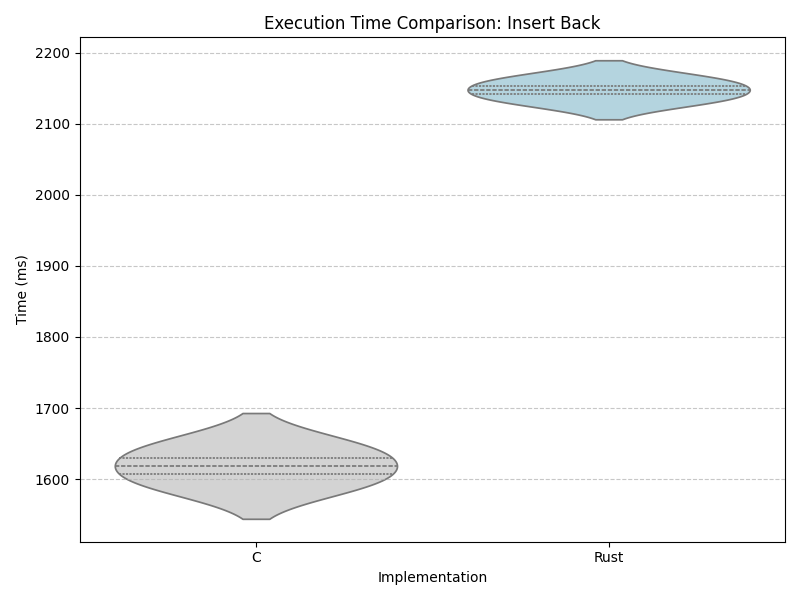 Execution Time Comparison: Insert Back
2200
2100
2000
1900
1800
1700
1600
Time (ms)
C
Rust
Implementation